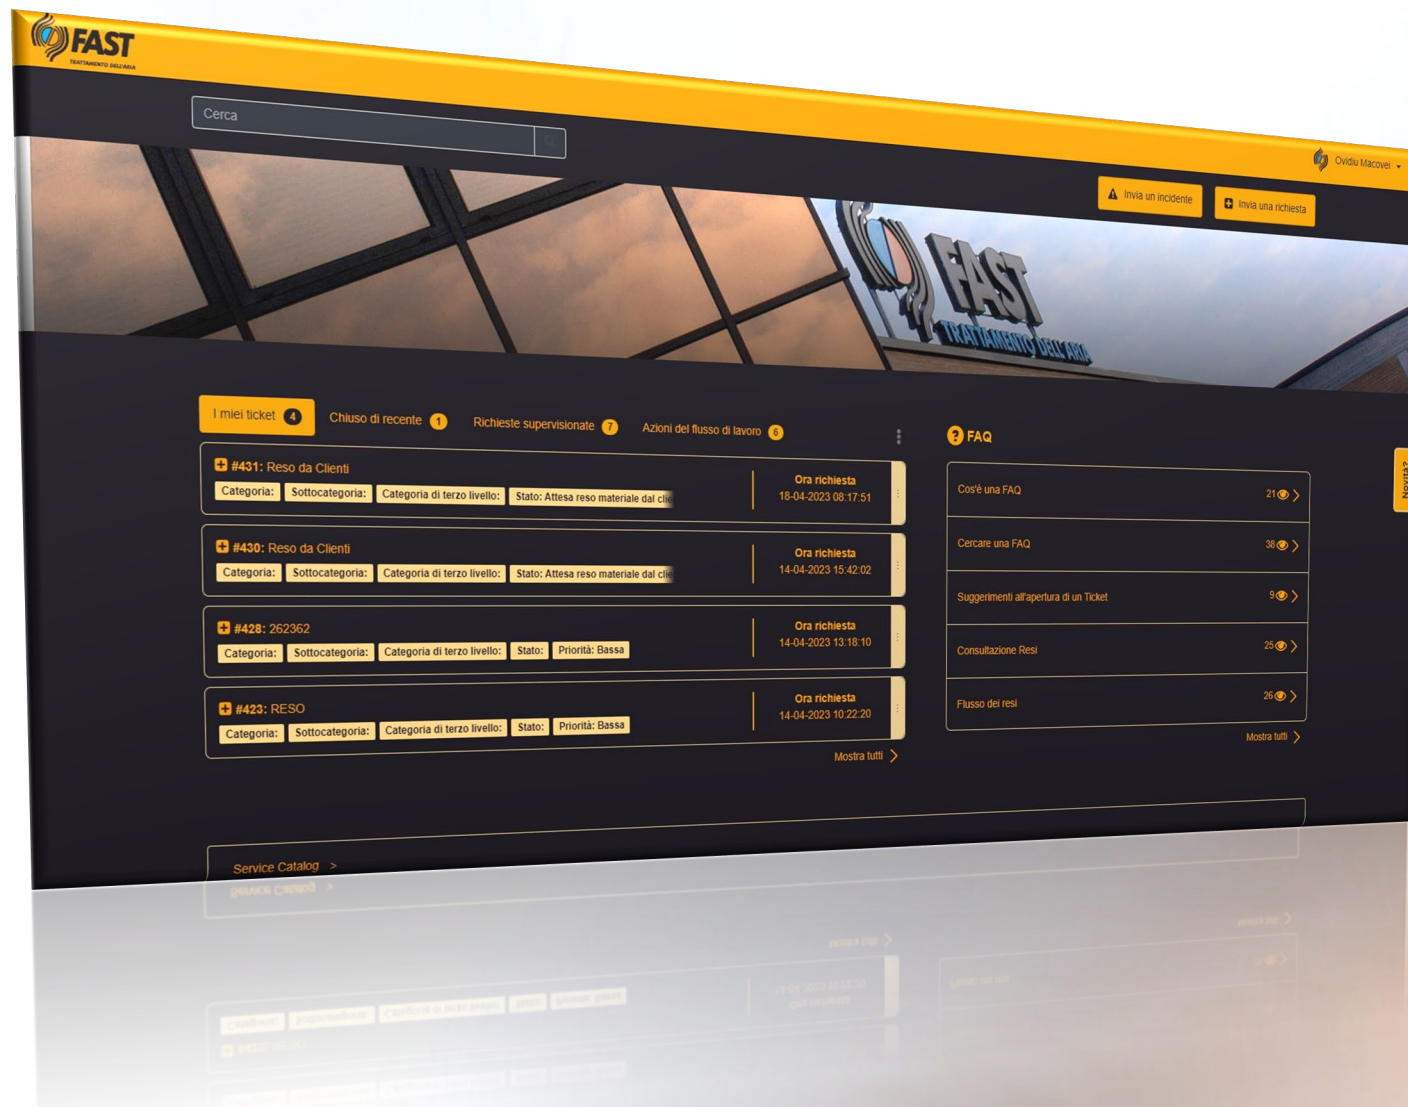 FAST
TRATTAMENTO DELL'ARIA
Cerca
Ovidiu Macovei
Invia un incidente
Invia una richiesta
FAST
TRATTAMENTO DELL'ARIA
I miei ticket 4
Chiuso di recente 1
Richieste supervisionate 7
Azioni del flusso di lavoro 6
#431: Reso da Clienti
Categoria: Sottocategoria: Categoria di terzo livello: Stato: Attesa reso materiale dal clie
Ora richiesta
18-04-2023 08:17:51
#430: Reso da Clienti
Categoria: Sottocategoria: Categoria di terzo livello: Stato: Attesa reso materiale dal clie
Ora richiesta
14-04-2023 15:42:02
#428: 262362
Categoria: Sottocategoria: Categoria di terzo livello: Stato: Priorità: Bassa
Ora richiesta
14-04-2023 13:18:10
#423: RESO
Categoria: Sottocategoria: Categoria di terzo livello: Stato: Priorità: Bassa
Ora richiesta
14-04-2023 10:22:20
Mostra tutti
? FAQ
Cos'è una FAQ 21
Cercare una FAQ 38
Suggerimenti all'apertura di un Ticket 9
Consultazione Resi 25
Flusso dei resi 26
Mostra tutti
Novità?
Service Catalog >